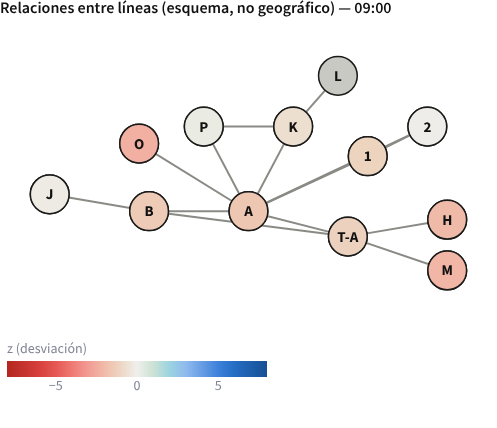 Relaciones entre líneas (esquema, no geográfico) — 09:00
L
P
K
2
O
1
J
B
A
H
T-A
M
z (desviación)
−5 0 5